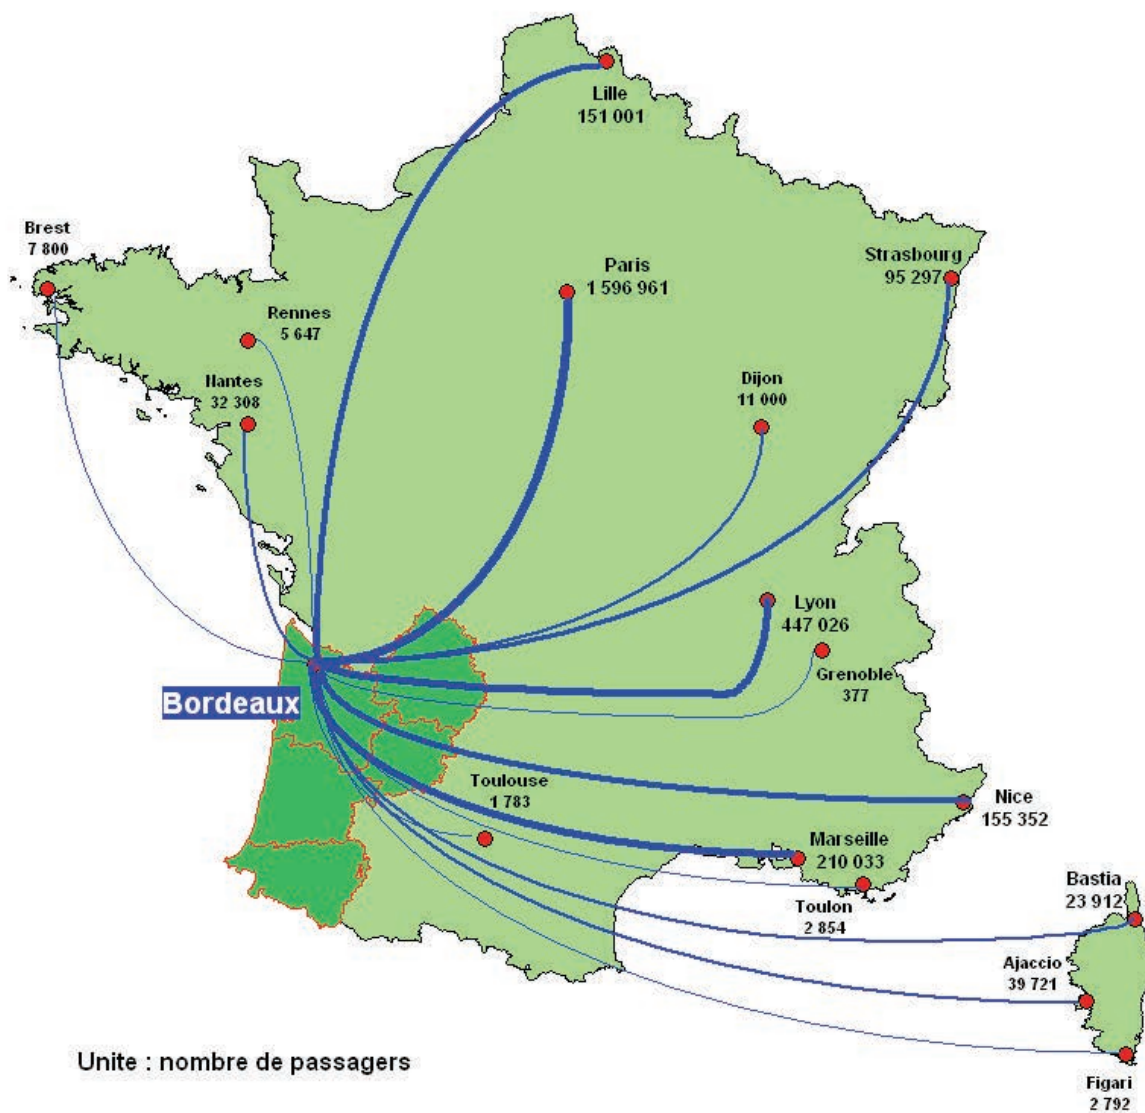 Lille
151 001
Brest
7 800
Strasbourg
95 297
Paris
1 596 961
Rennes
5 647
Nantes
32 308
Dijon
11 000
Lyon
447 026
Grenoble
377
Bordeaux
Toulouse
1 783
Nice
155 352
Marseille
210 033
Toulon
2 854
Bastia
23 912
Ajaccio
39 721
Figari
2 792
Unite : nombre de passagers